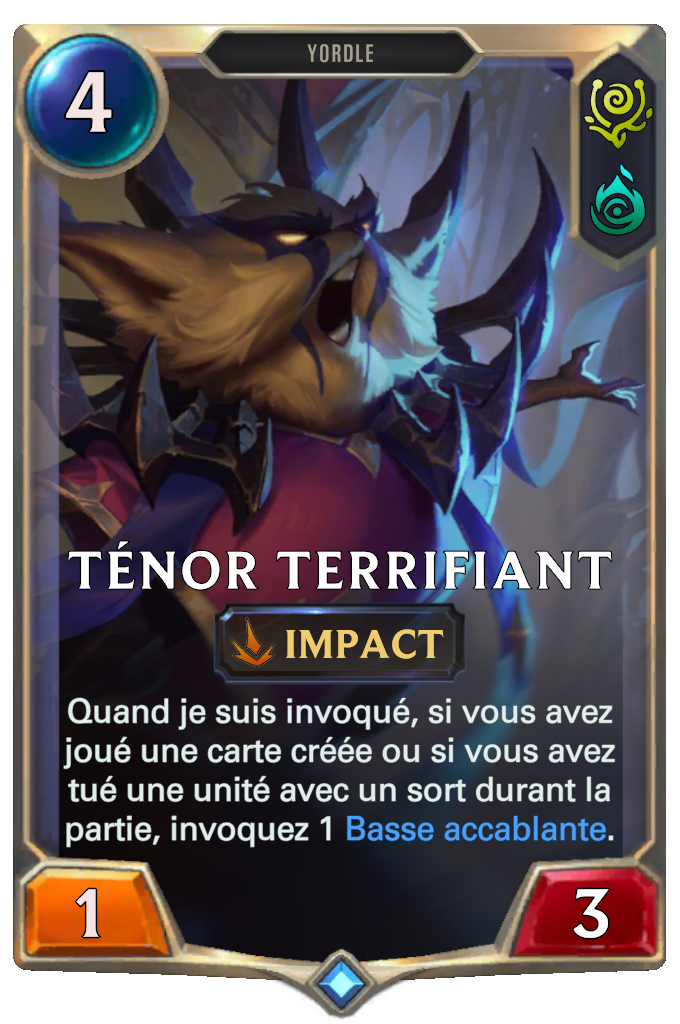 YORDLE
4
TÉNOR TERRIFIANT
IMPACT
Quand je suis invoqué, si vous avez
joué une carte créée ou si vous avez
tué une unité avec un sort durant la
partie, invoquez 1 Basse accablante.
1
3